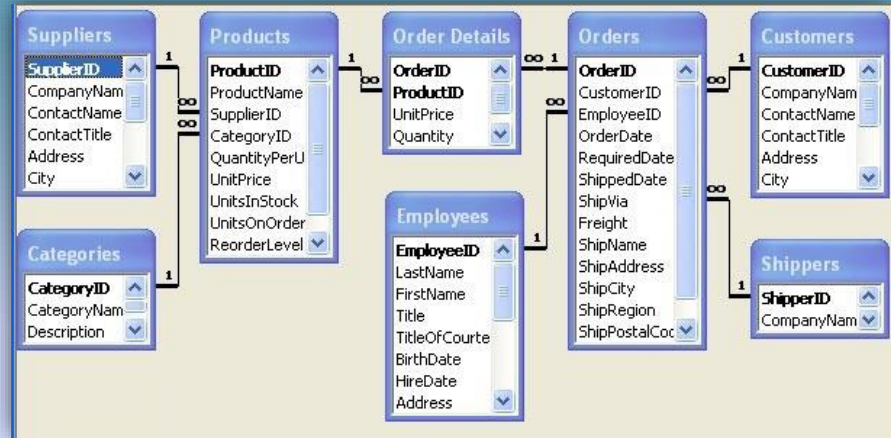 Suppliers
SupplierID
CompanyNam
ContactName
ContactTitle
Address
City
Products
ProductID
ProductName
SupplierID
CategoryID
QuantityPerU
UnitPrice
UnitsInStock
UnitsOnOrder
ReorderLevel
Order Details
OrderID
ProductID
UnitPrice
Quantity
Orders
OrderID
CustomerID
EmployeeID
OrderDate
RequiredDate
ShippedDate
ShipVia
Freight
ShipName
ShipAddress
ShipCity
ShipRegion
ShipPostalCoc
Customers
CustomerID
CompanyNam
ContactName
ContactTitle
Address
City
Categories
CategoryID
CategoryNam
Description
Employees
EmployeeID
LastName
FirstName
Title
TitleOfCourte
BirthDate
HireDate
Address
Shippers
ShipperID
CompanyNam
1
∞
1
∞
1
∞
∞
1
∞
1
∞
1
∞
1